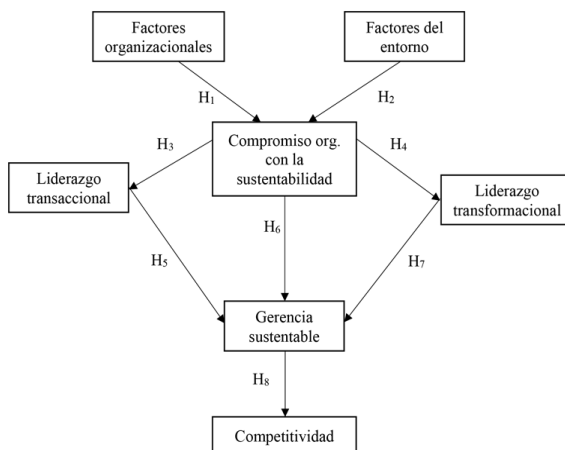 Factores
organizacionales
Factores del
entorno
H₁
H₂
Compromiso org.
con la
sustentabilidad
H₃
H₄
Liderazgo
transaccional
Liderazgo
transformacional
H₆
H₅
H₇
Gerencia
sustentable
H₈
Competitividad